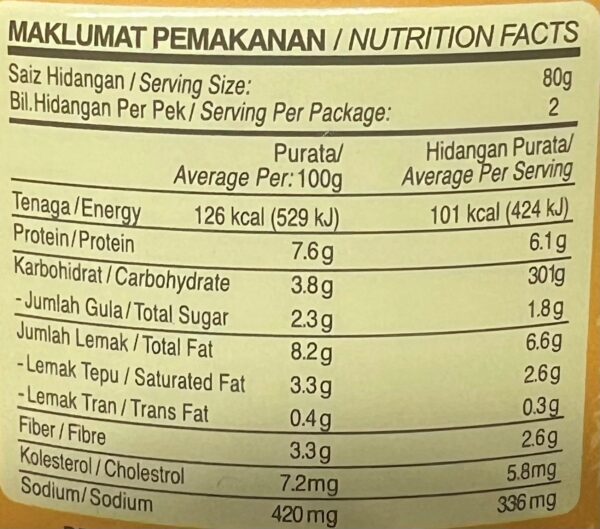 MAKLUMAT PEMAKANAN / NUTRITION FACTS
Saiz Hidangan / Serving Size: 80g
Bil.Hidangan Per Pek / Serving Per Package: 2
Purata/ Hidangan Purata/
Average Per: 100g Average Per Serving
Tenaga / Energy 126 kcal (529 kJ) 101 kcal (424 kJ)
Protein / Protein 7.6g 6.1g
Karbohidrat / Carbohydrate 3.8g 301g
- Jumlah Gula / Total Sugar 2.3g 1.8g
Jumlah Lemak / Total Fat 8.2g 6.6g
- Lemak Tepu / Saturated Fat 3.3g 2.6g
- Lemak Tran / Trans Fat 0.4g 0.3g
Fiber / Fibre 3.3g 2.6g
Kolesterol / Cholestrol 7.2mg 5.8mg
Sodium / Sodium 420mg 336mg